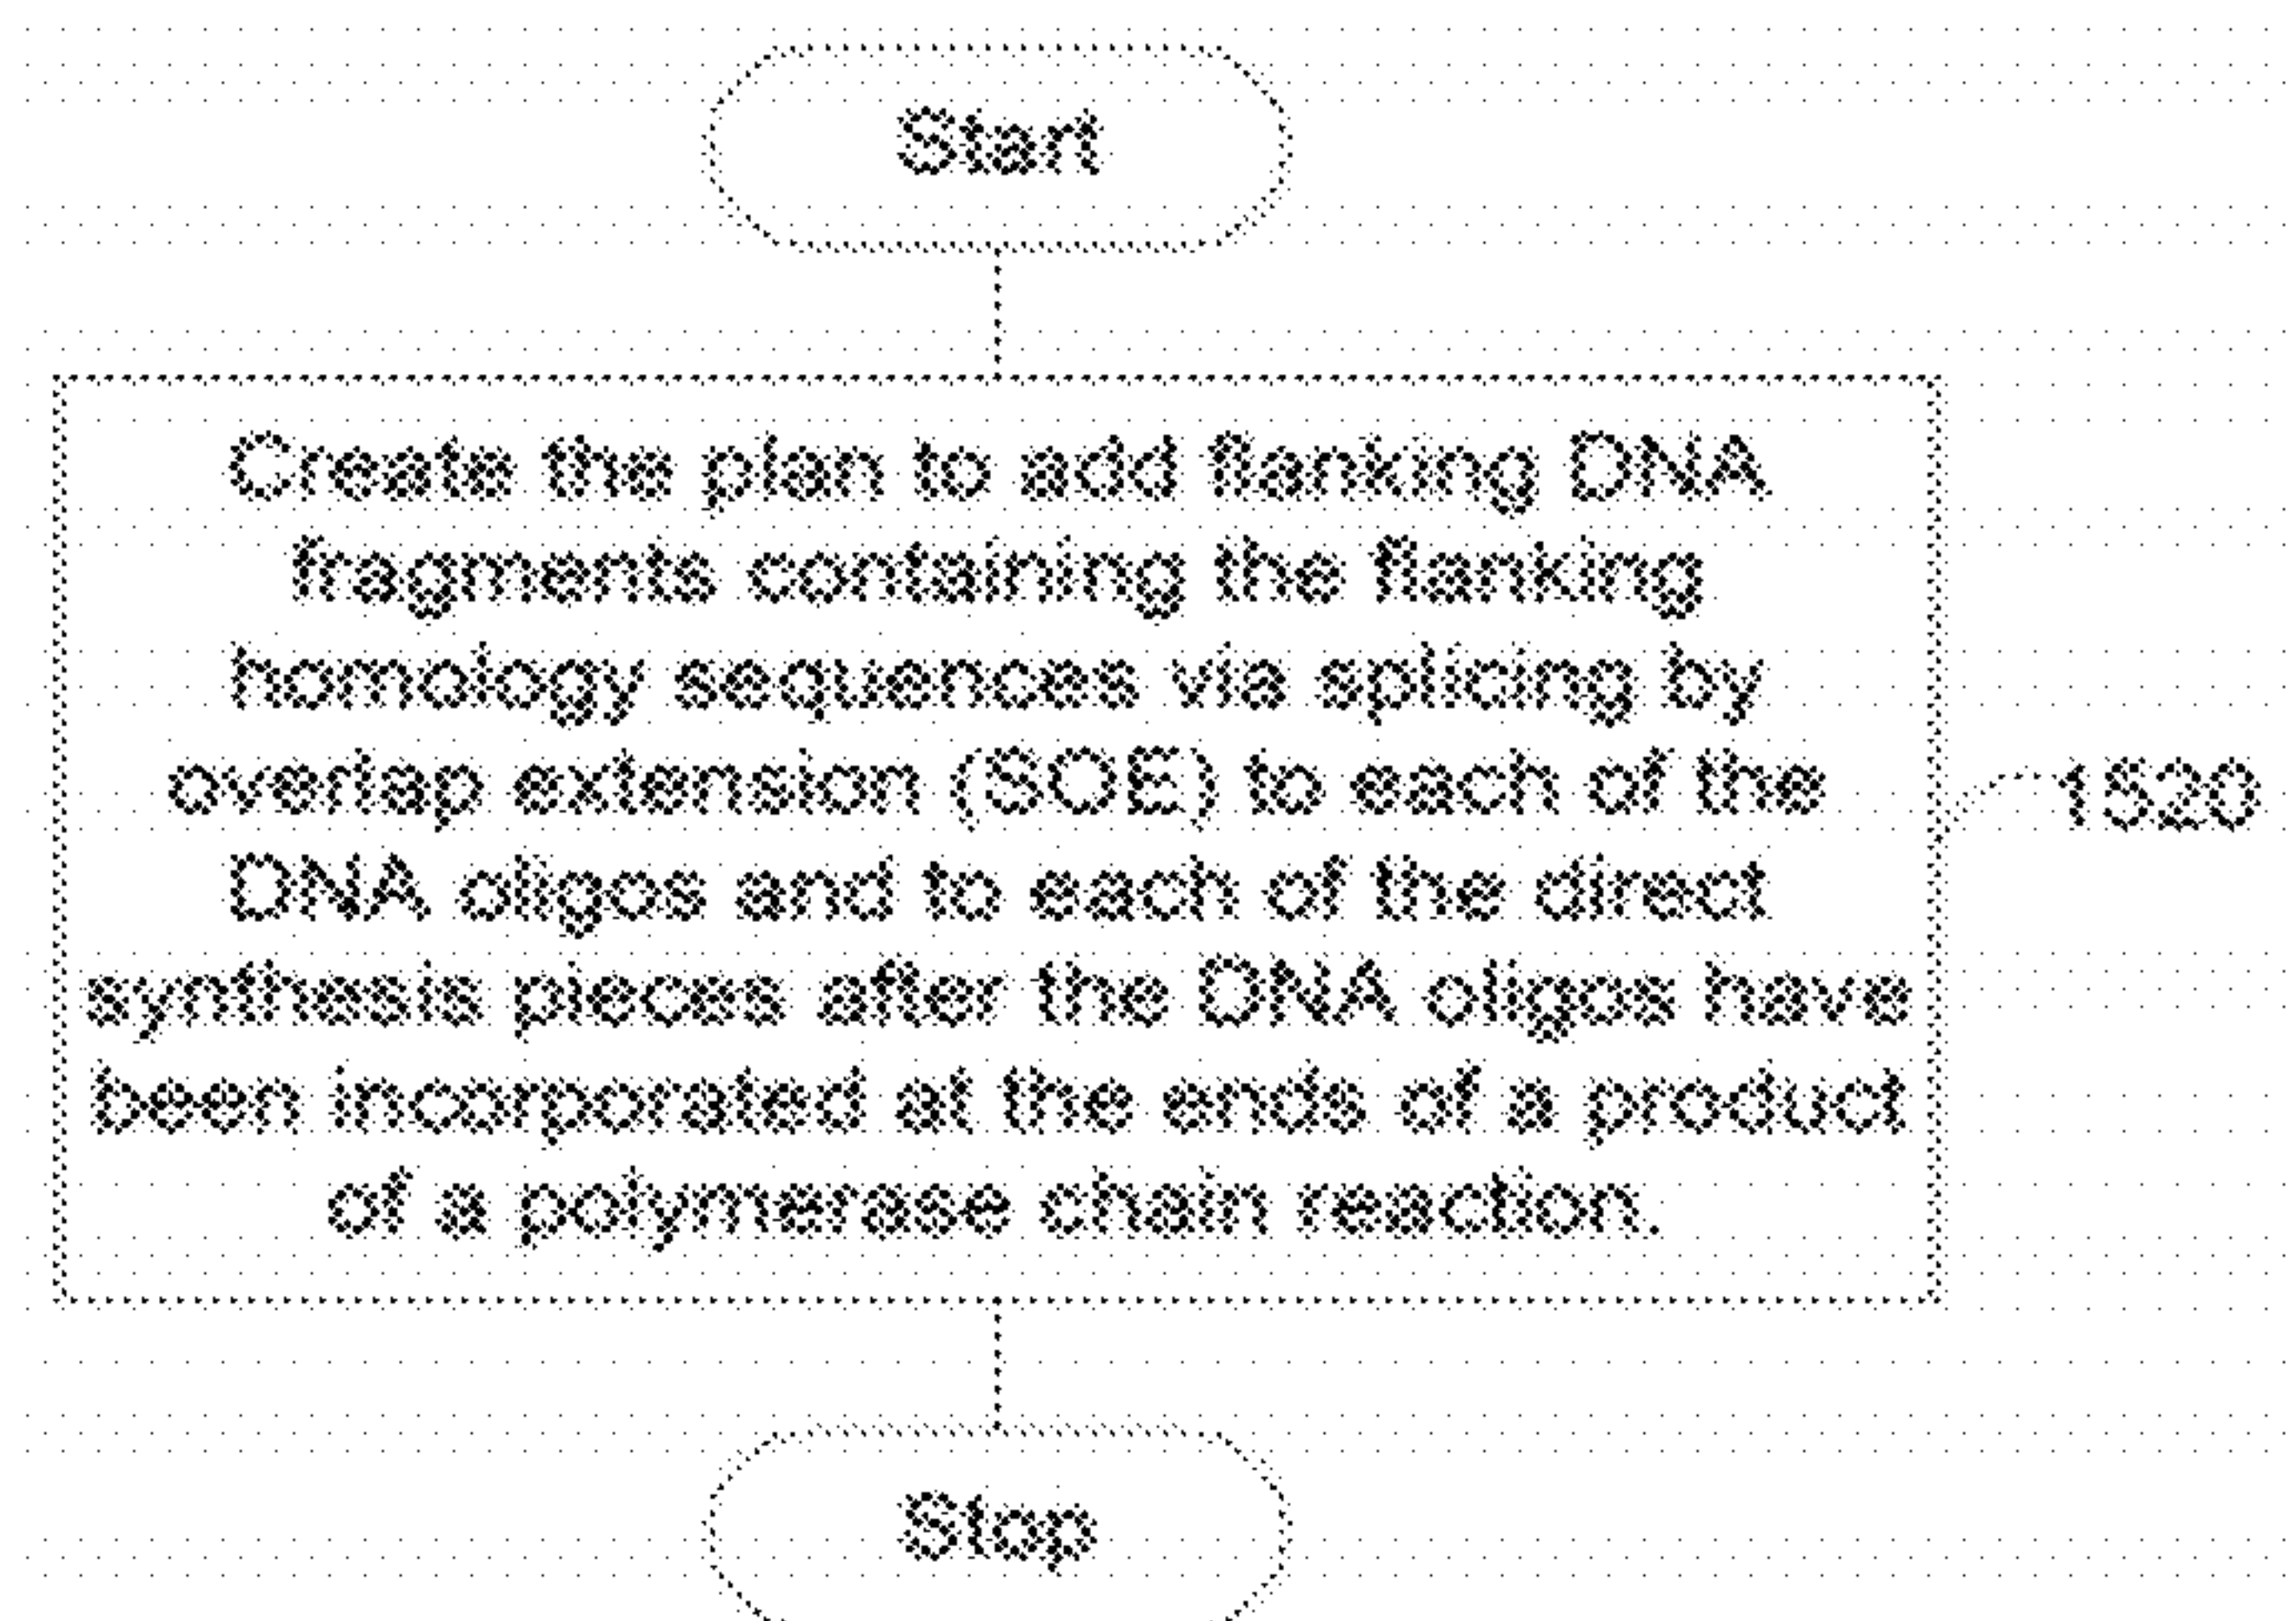 Start
Create the plan to add flanking DNA
fragments containing the flanking
homology sequences via splicing by
overlap extension (SOE) to each of the
1520
DNA oligos and to each of the direct
synthesis pieces after the DNA oligos have
been incorporated at the ends of a product
of a polymerase chain reaction.
Stop